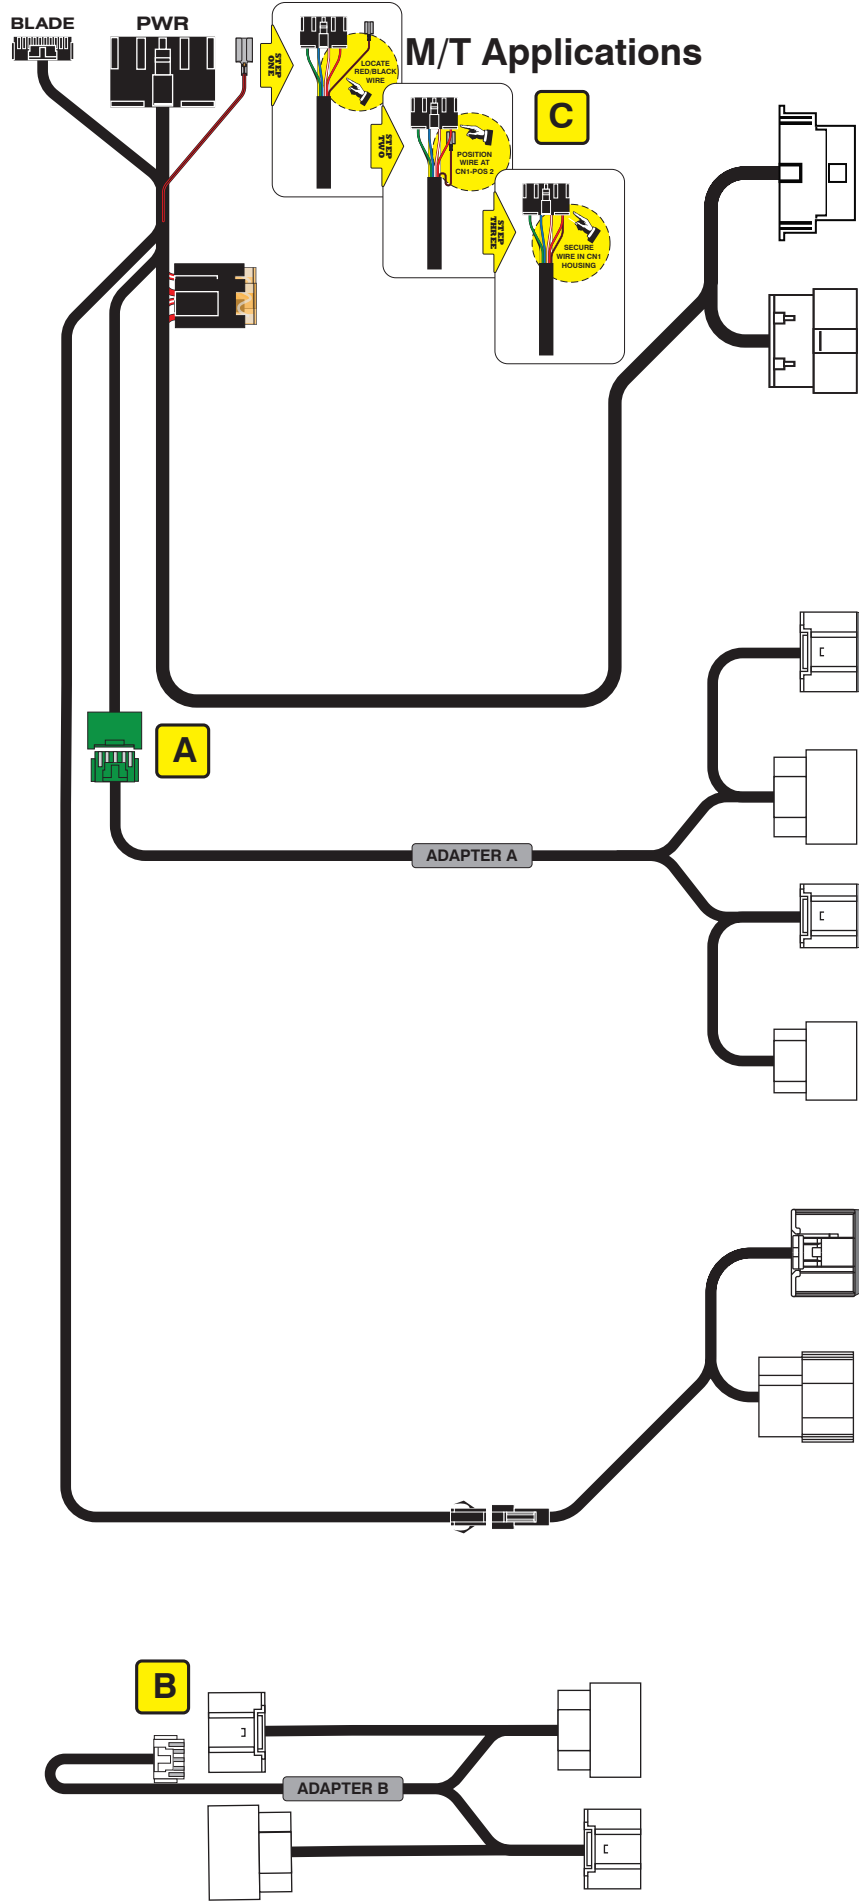 BLADE
PWR
M/T Applications
STEP
ONE
LOCATE
RED/BLACK
WIRE
C
STEP
TWO
POSITION
WIRE AT
CN1-POS 2
STEP
THREE
SECURE
WIRE IN CN1
HOUSING
A
ADAPTER A
B
ADAPTER B